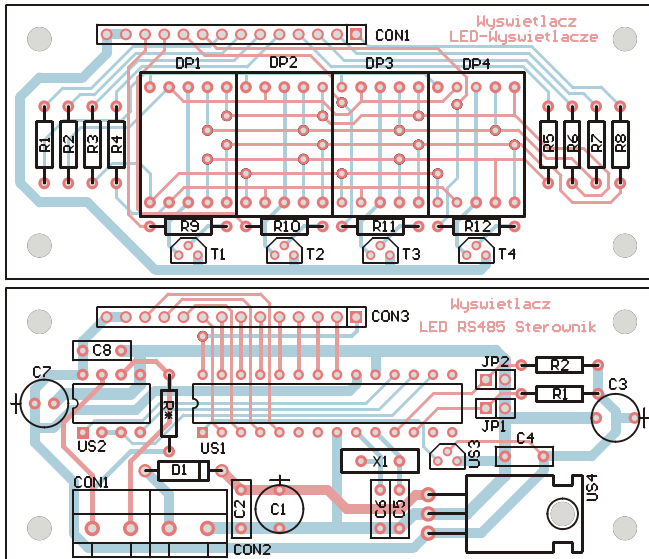 Wyswietlacz
LED-Wyswietlacze
CON1
DP1 DP2 DP3 DP4
R1 R2 R3 R4 R5 R6 R7 R8
R9 R10 R11 R12
T1 T2 T3 T4
Wyswietlacz
LED RS485 Sterownik
CON3
C8
JP2 R2
C7 C3
R1
R*
JP1
US2 US1 US3 C4
X1
D1
CON1 US4
C2 C1 C6 C5
CON2